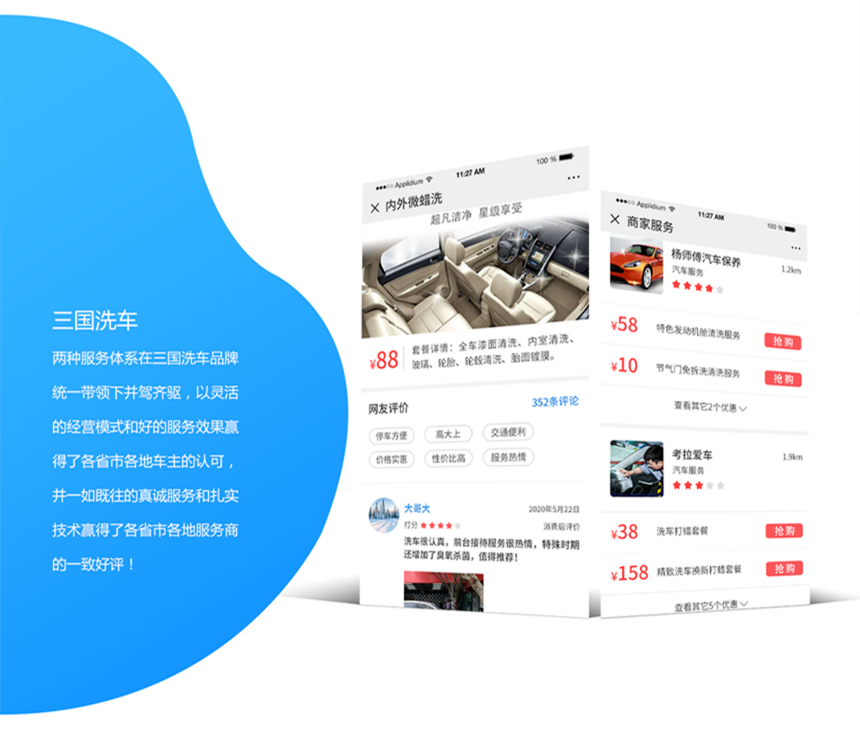 三国洗车
两种服务体系在三国洗车品牌
统一带领下并驾齐驱，以灵活
的经营模式和好的服务效果赢
得了各省市各地车主的认可，
并一如既往的真诚服务和扎实
技术赢得了各省市各地服务商
的一致好评！
Applidium
11:27 AM
100 %
内外微蜡洗
超凡洁净 星级享受
¥88
套餐详情：全车漆面清洗、内室清洗、
玻璃、轮胎、轮毂清洗、胎面镀膜。
网友评价
352条评论
停车方便
高大上
交通便利
价格实惠
性价比高
服务热情
大哥大
2020年5月22日
打分
消费后评价
洗车很认真，前台接待服务很热情，特殊时期
还增加了臭氧杀菌，值得推荐！
Applidium
11:27 AM
100 %
商家服务
杨师傅汽车保养
1.2km
汽车服务
¥58
特色发动机舱清洗服务
抢购
¥10
节气门免拆洗清洗服务
抢购
查看其它2个优惠
考拉爱车
1.9km
汽车服务
¥38
洗车打蜡套餐
抢购
¥158
精致洗车换新打蜡套餐
抢购
查看其它5个优惠